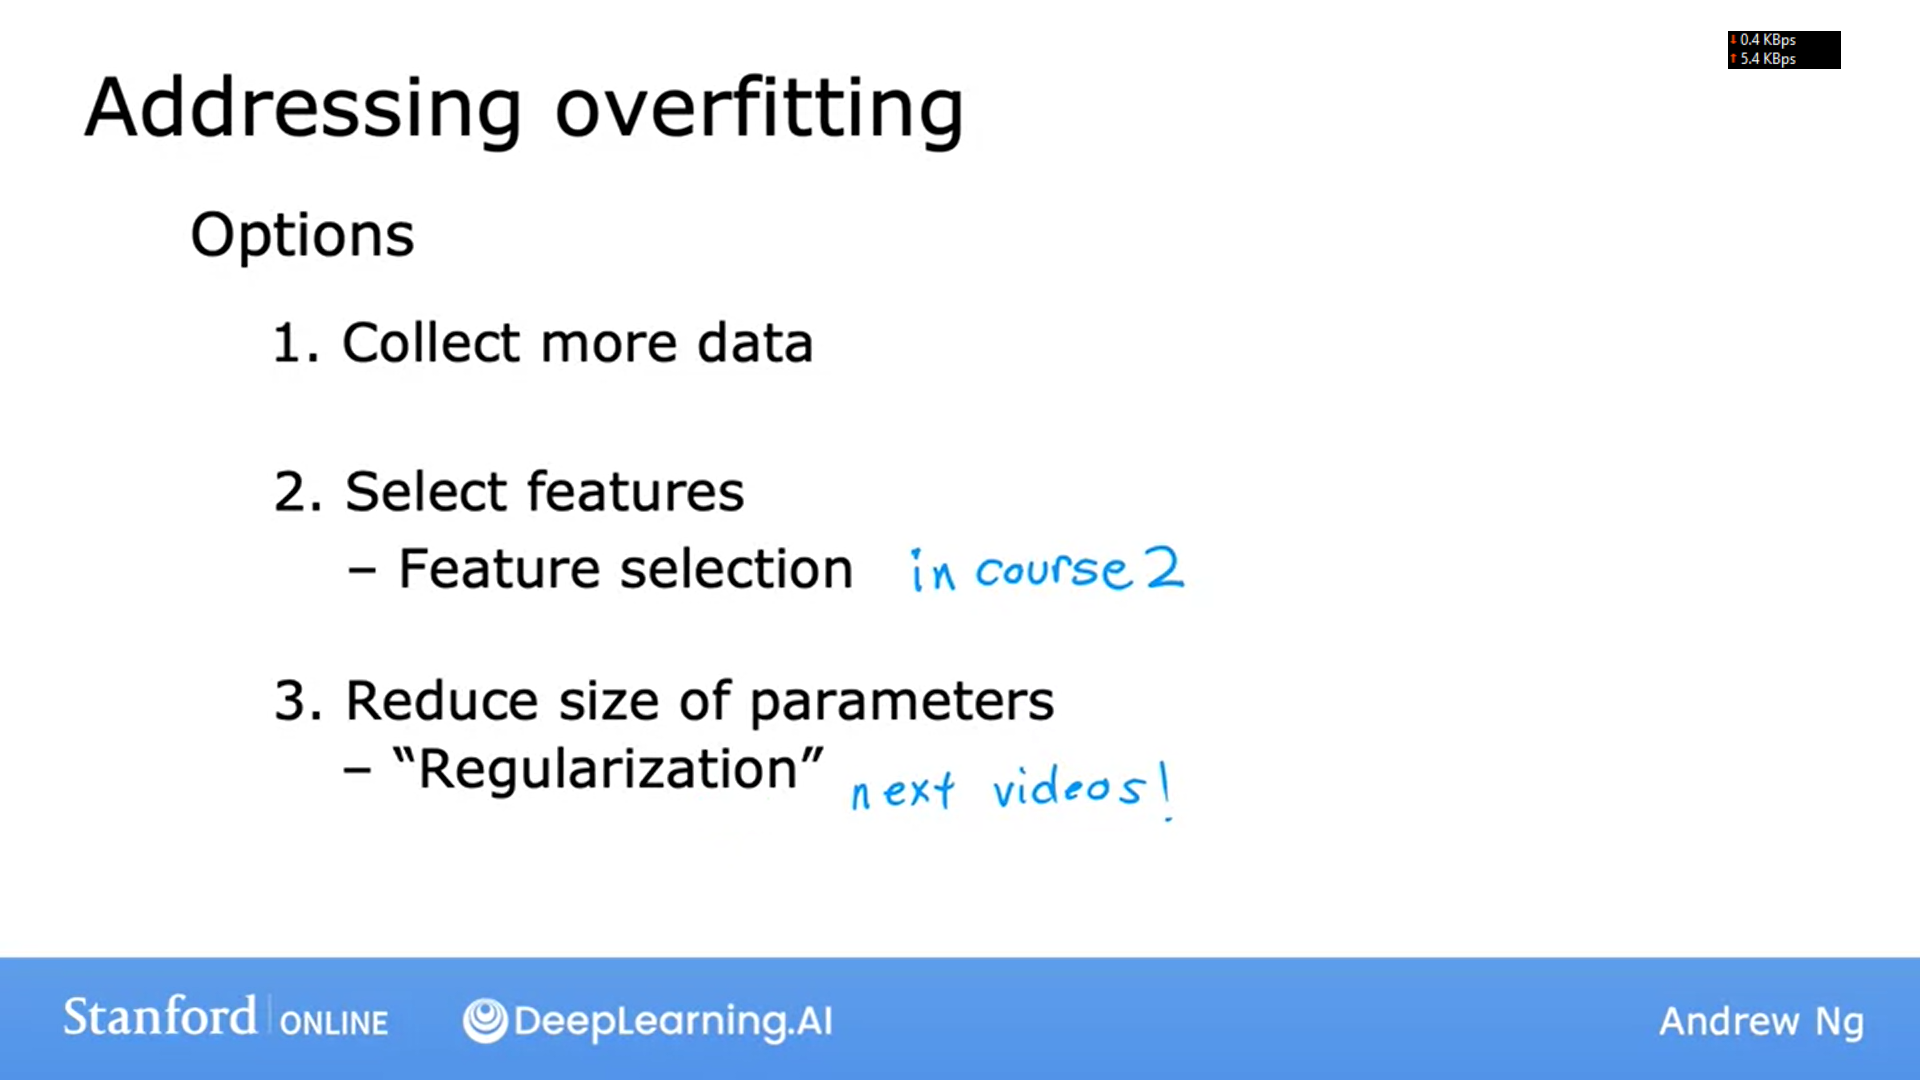 0.4 KBps
5.4 KBps
Addressing overfitting
Options
1. Collect more data
2. Select features
– Feature selection in course 2
3. Reduce size of parameters
– “Regularization” next videos!
Stanford | ONLINE DeepLearning.AI Andrew Ng